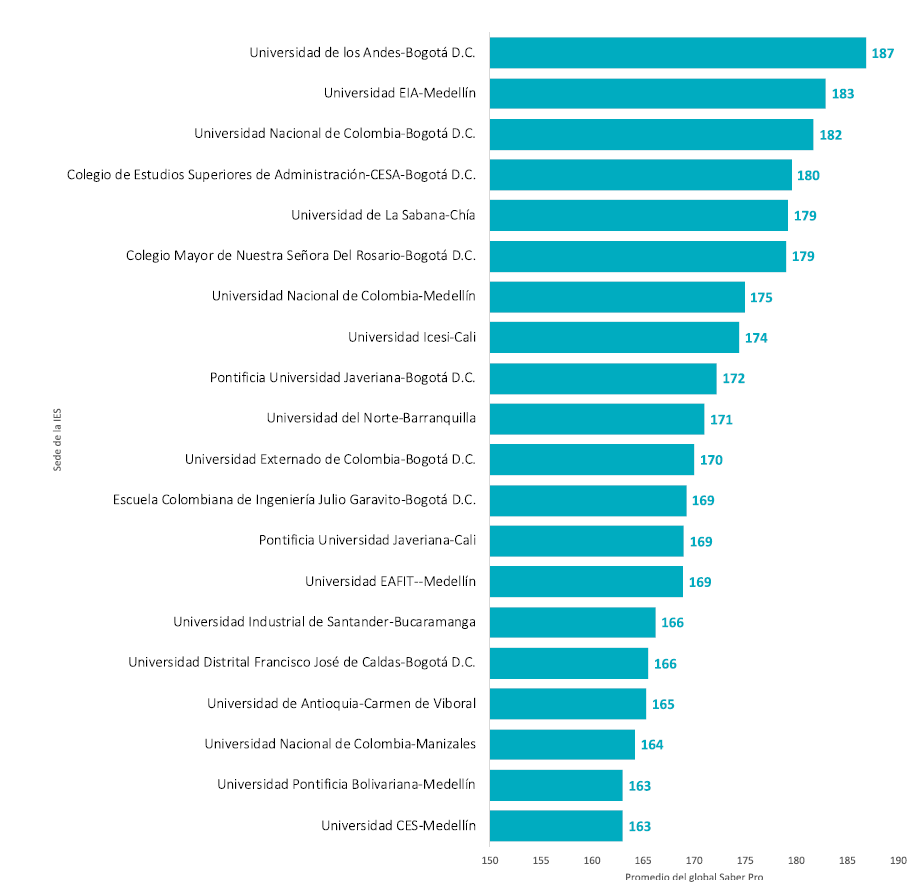 Universidad de los Andes-Bogotá D.C. 187
Universidad EIA-Medellín 183
Universidad Nacional de Colombia-Bogotá D.C. 182
Colegio de Estudios Superiores de Administración-CESA-Bogotá D.C. 180
Universidad de La Sabana-Chía 179
Colegio Mayor de Nuestra Señora Del Rosario-Bogotá D.C. 179
Universidad Nacional de Colombia-Medellín 175
Universidad Icesi-Cali 174
Pontificia Universidad Javeriana-Bogotá D.C. 172
Universidad del Norte-Barranquilla 171
Sede de la IES
Universidad Externado de Colombia-Bogotá D.C. 170
Escuela Colombiana de Ingeniería Julio Garavito-Bogotá D.C. 169
Pontificia Universidad Javeriana-Cali 169
Universidad EAFIT--Medellín 169
Universidad Industrial de Santander-Bucaramanga 166
Universidad Distrital Francisco José de Caldas-Bogotá D.C. 166
Universidad de Antioquia-Carmen de Viboral 165
Universidad Nacional de Colombia-Manizales 164
Universidad Pontificia Bolivariana-Medellín 163
Universidad CES-Medellín 163
150 155 160 165 170 175 180 185 190
Promedio del global Saber Pro